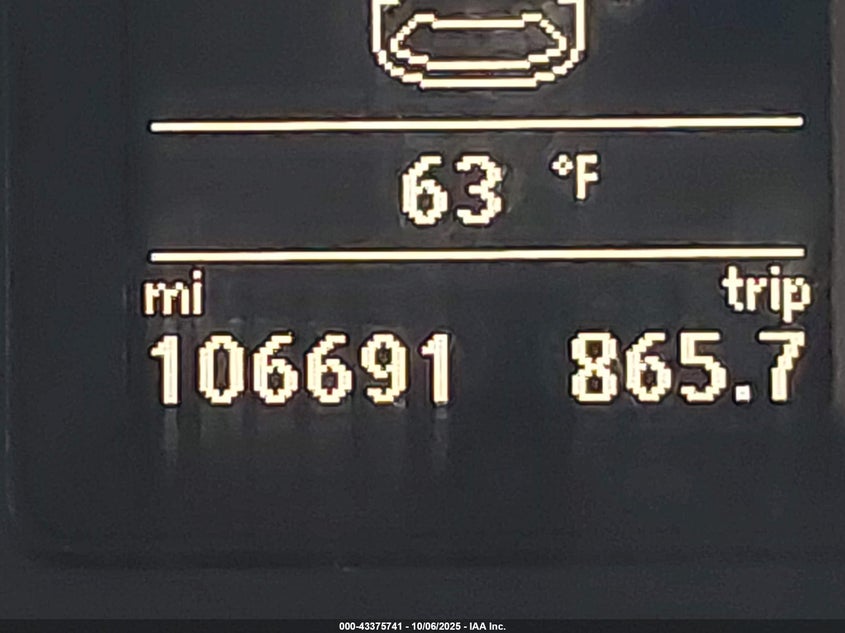 63 °F
mi trip
106691 865.7
000-43375741 - 10/06/2025 - IAA Inc.